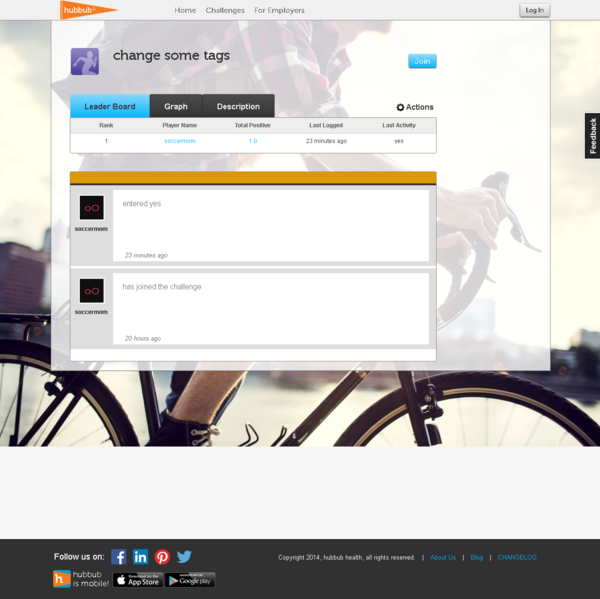 hubbub
Home Challenges For Employers Log In
change some tags
Join
Leader Board Graph Description Actions
Rank Player Name Total Positive Last Logged Last Activity
1 soccermom 1.0 23 minutes ago yes
Feedback
entered yes
soccermom
23 minutes ago
has joined the challenge
soccermom
20 hours ago
Follow us on:
Copyright 2014, hubbub health, all rights reserved. | About Us | Blog | CHANGELOG
hubbub
is mobile!
Download on the
App Store
ANDROID APP ON
Google play